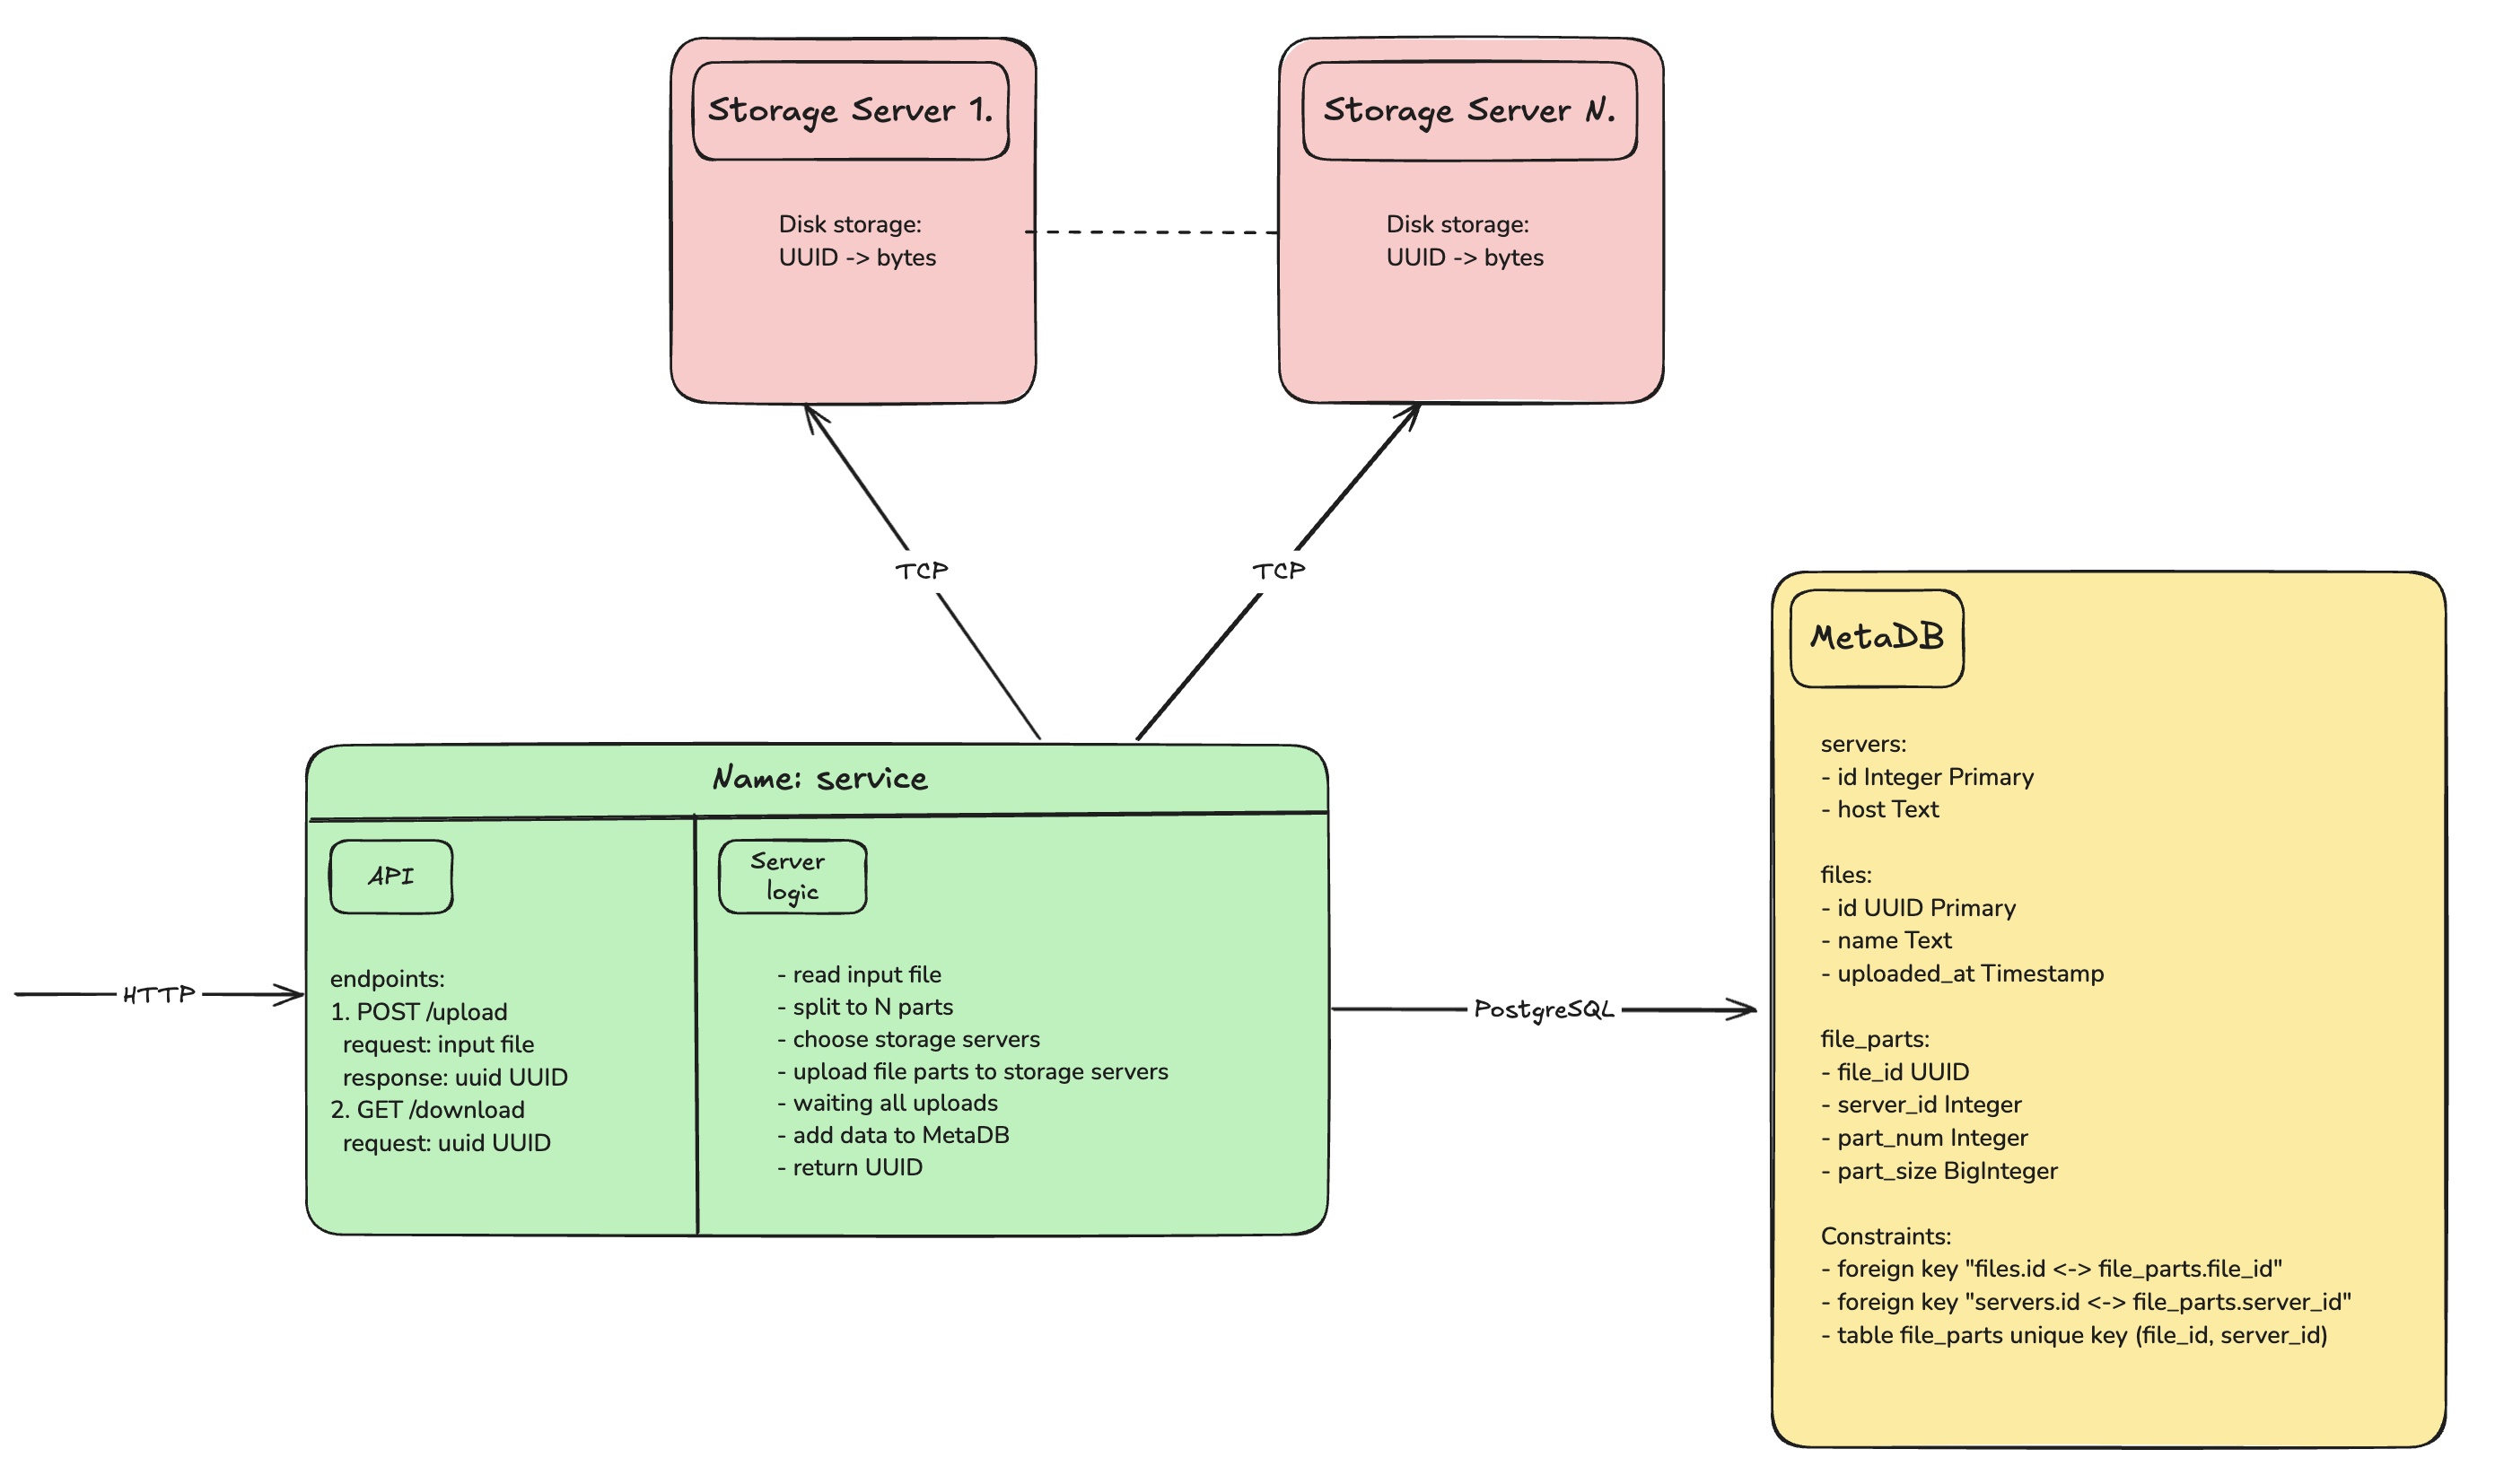 Storage Server 1.
Disk storage:
UUID -> bytes
Storage Server N.
Disk storage:
UUID -> bytes
TCP
TCP
HTTP
Name: service
API
endpoints:
1. POST /upload
request: input file
response: uuid UUID
2. GET /download
request: uuid UUID
Server
logic
- read input file
- split to N parts
- choose storage servers
- upload file parts to storage servers
- waiting all uploads
- add data to MetaDB
- return UUID
PostgreSQL
MetaDB
servers:
- id Integer Primary
- host Text
files:
- id UUID Primary
- name Text
- uploaded_at Timestamp
file_parts:
- file_id UUID
- server_id Integer
- part_num Integer
- part_size BigInteger
Constraints:
- foreign key "files.id <-> file_parts.file_id"
- foreign key "servers.id <-> file_parts.server_id"
- table file_parts unique key (file_id, server_id)